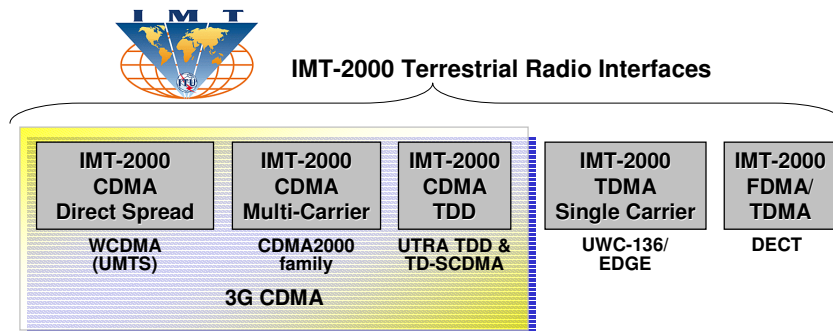 I M T
ITU
IMT-2000 Terrestrial Radio Interfaces
IMT-2000
CDMA
Direct Spread
IMT-2000
CDMA
Multi-Carrier
IMT-2000
CDMA
TDD
IMT-2000
TDMA
Single Carrier
IMT-2000
FDMA/
TDMA
WCDMA
(UMTS)
CDMA2000
family
UTRA TDD &
TD-SCDMA
UWC-136/
EDGE
DECT
3G CDMA